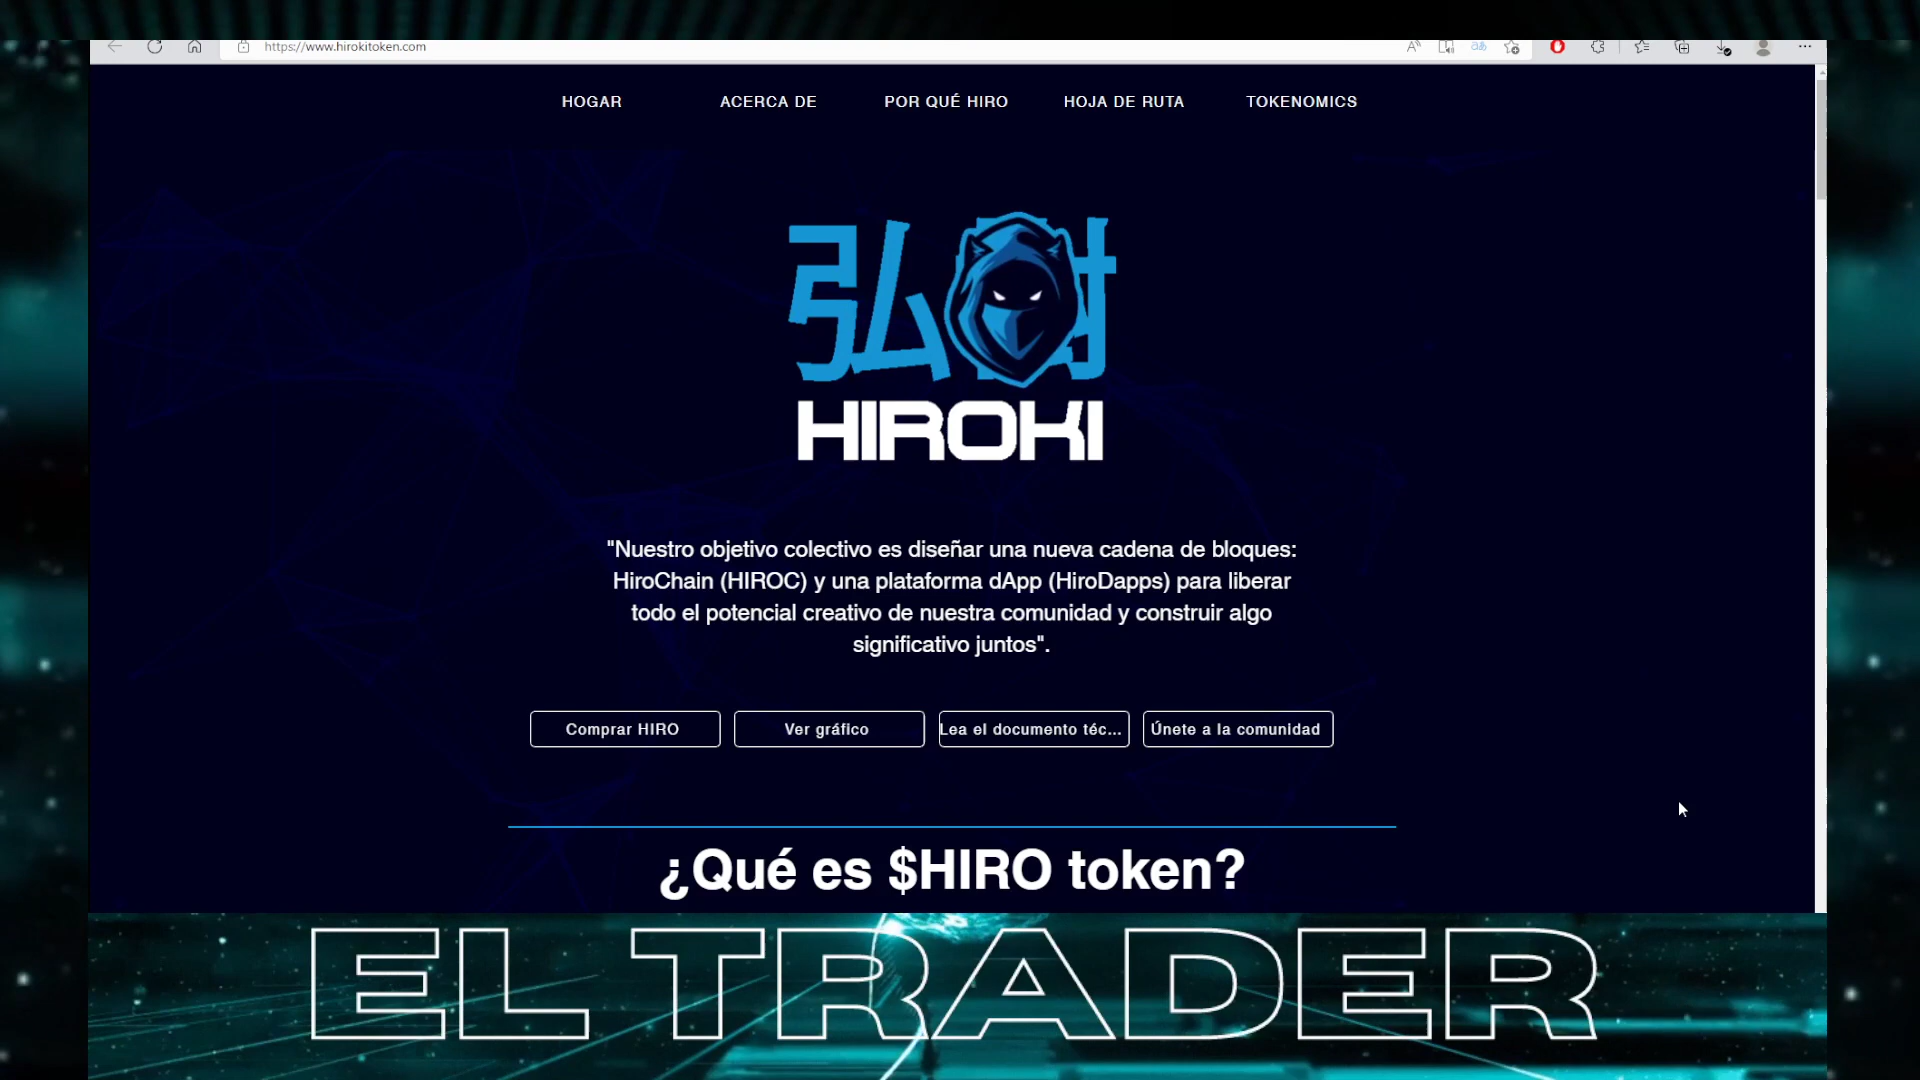 https://www.hirokitoken.com
HOGAR
ACERCA DE
POR QUÉ HIRO
HOJA DE RUTA
TOKENOMICS
弘
HIROKI
"Nuestro objetivo colectivo es diseñar una nueva cadena de bloques:
HiroChain (HIROC) y una plataforma dApp (HiroDapps) para liberar
todo el potencial creativo de nuestra comunidad y construir algo
significativo juntos".
Comprar HIRO
Ver gráfico
Lea el documento téc...
Únete a la comunidad
¿Qué es $HIRO token?
EL TRADER